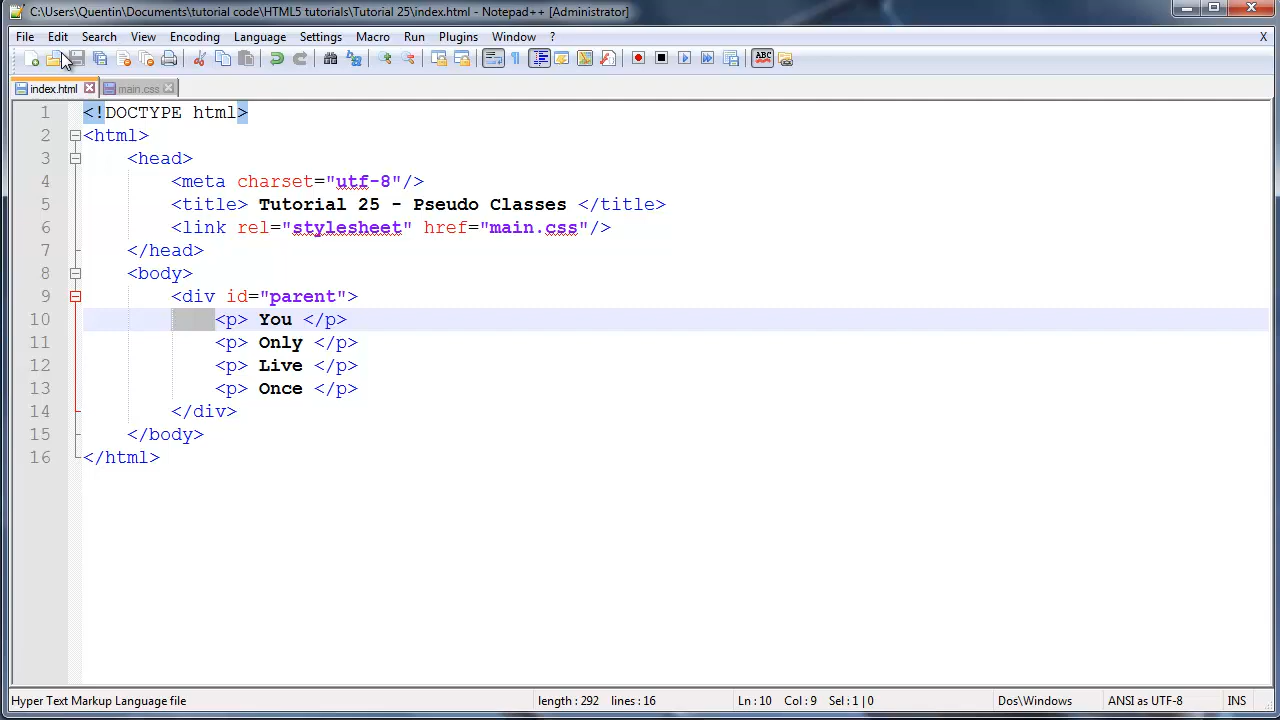 C:\Users\Quentin\Documents\tutorial code\HTML5 tutorials\Tutorial 25\index.html - Notepad++ [Administrator]
File Edit Search View Encoding Language Settings Macro Run Plugins Window ? X
ABC
index.html main.css
1 <!DOCTYPE html>
2 <html>
3 <head>
4 <meta charset="utf-8"/>
5 <title> Tutorial 25 - Pseudo Classes </title>
6 <link rel="stylesheet" href="main.css"/>
7 </head>
8 <body>
9 <div id="parent">
10 <p> You </p>
11 <p> Only </p>
12 <p> Live </p>
13 <p> Once </p>
14 </div>
15 </body>
16 </html>
Hyper Text Markup Language file length : 292 lines : 16 Ln : 10 Col : 9 Sel : 1 | 0 Dos\Windows ANSI as UTF-8 INS